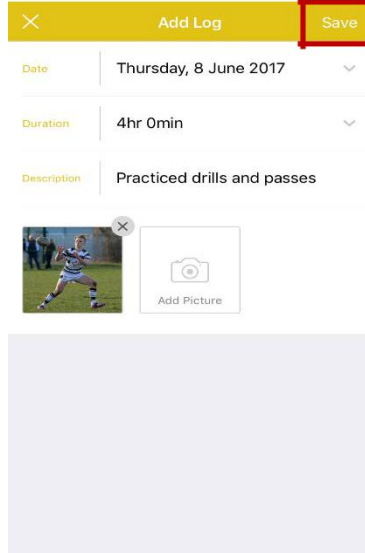 Add Log
Save
Date
Thursday, 8 June 2017
Duration
4hr 0min
Description
Practiced drills and passes
Add Picture